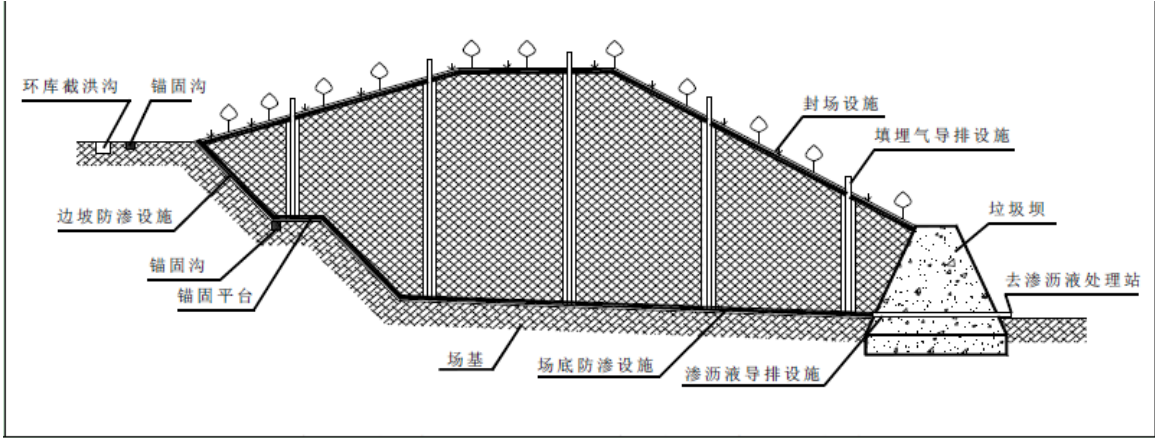 环库截洪沟
锚固沟
封场设施
填埋气导排设施
边坡防渗设施
垃圾坝
锚固沟
去渗沥液处理站
锚固平台
场基
场底防渗设施
渗沥液导排设施